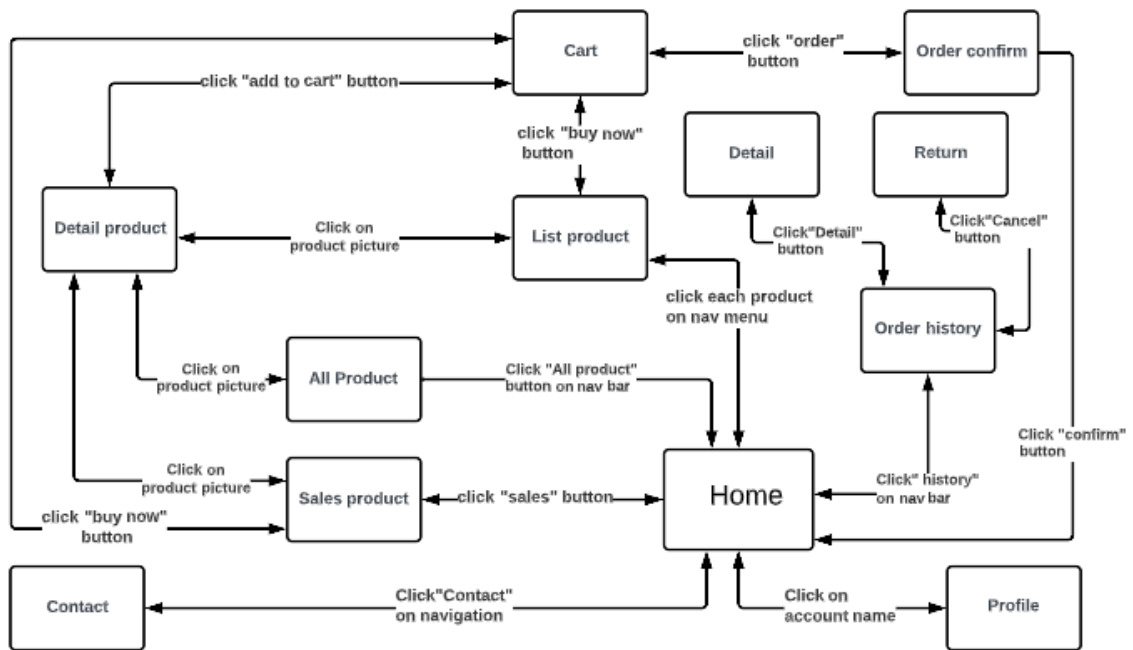 Cart
click "order"
button
Order confirm
click "add to cart" button
click "buy now"
button
Detail
Return
Detail product
Click on
product picture
List product
Click"Detail"
button
Click"Cancel"
button
click each product
on nav menu
Order history
Click on
product picture
All Product
Click "All product"
button on nav bar
Click "confirm"
button
Click on
product picture
Sales product
click "sales" button
Home
Click" history"
on nav bar
click "buy now"
button
Contact
Click"Contact"
on navigation
Click on
account name
Profile